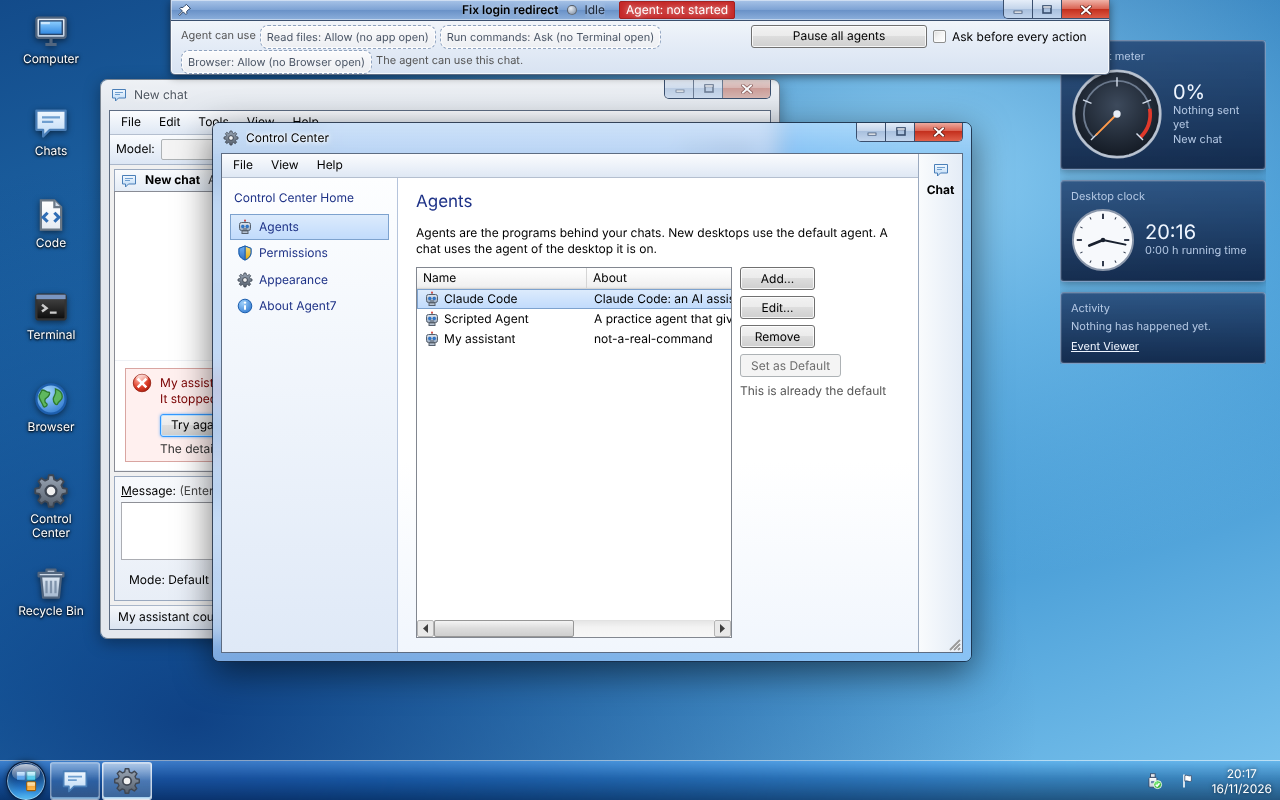 Fix login redirect
Idle
Agent: not started
Agent can use
Read files: Allow (no app open)
Run commands: Ask (no Terminal open)
Browser: Allow (no Browser open)
The agent can use this chat.
Pause all agents
Ask before every action
Computer
Chats
Code
Terminal
Browser
Control
Center
Recycle Bin
New chat
File
Edit
Tools
View
Help
Model:
New chat
My assist
It stopped
Try aga
The detai
Message: (Enter
Mode: Default
My assistant cou
Control Center
File
View
Help
Control Center Home
Agents
Permissions
Appearance
About Agent7
Agents
Agents are the programs behind your chats. New desktops use the default agent. A
chat uses the agent of the desktop it is on.
Name
About
Claude Code
Claude Code: an AI assis
Scripted Agent
A practice agent that giv
My assistant
not-a-real-command
Add...
Edit...
Remove
Set as Default
This is already the default
Chat
meter
0%
Nothing sent
yet
New chat
Desktop clock
20:16
0:00 h running time
Activity
Nothing has happened yet.
Event Viewer
20:17
16/11/2026